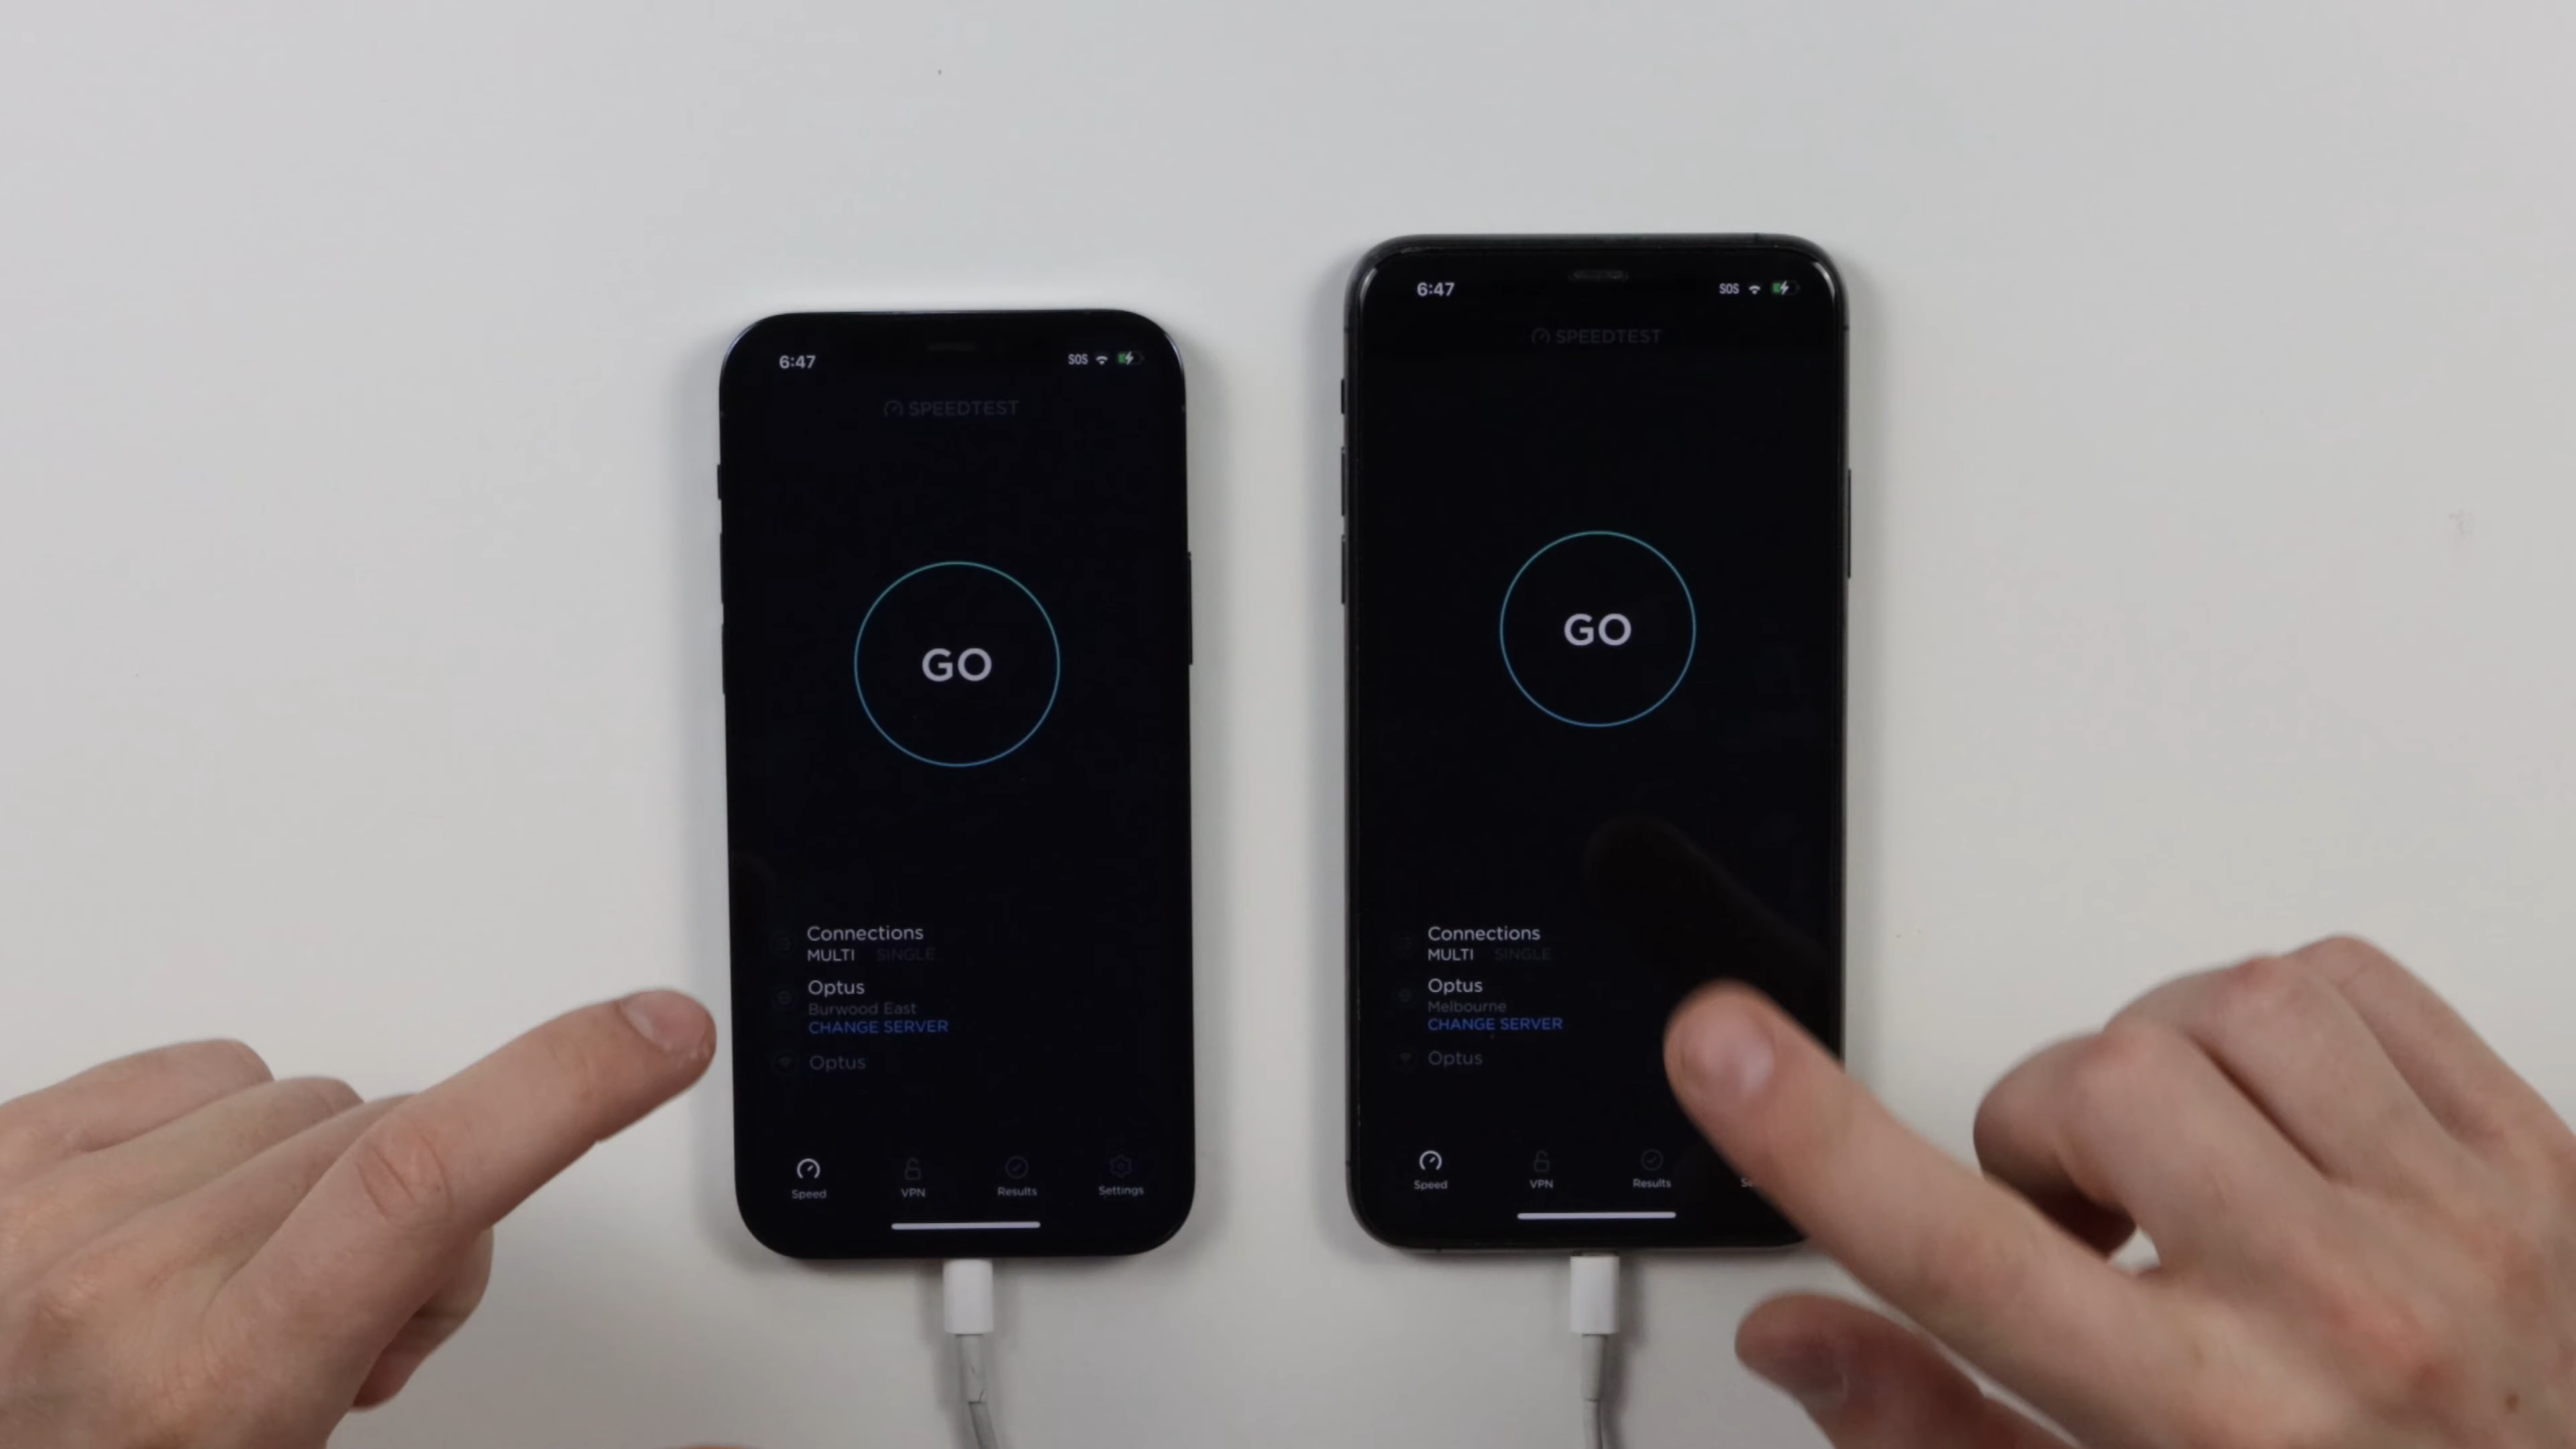 6:47
SOS
SPEEDTEST
GO
Connections
MULTI SINGLE
Optus
Burwood East
CHANGE SERVER
Optus
Speed VPN Results Settings
6:47
SOS
SPEEDTEST
GO
Connections
MULTI SINGLE
Optus
Melbourne
CHANGE SERVER
Optus
Speed VPN Results